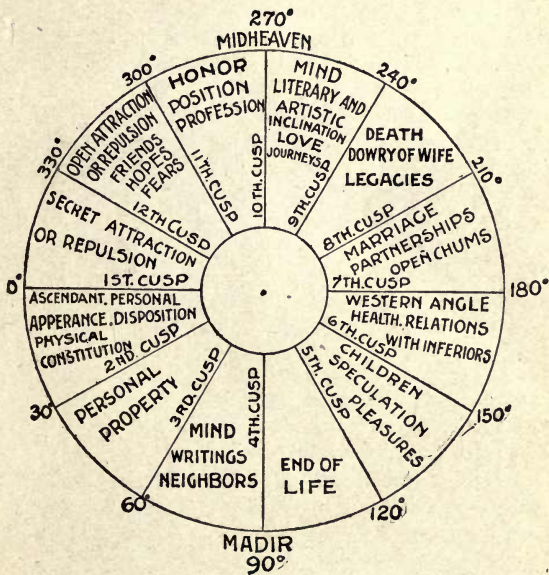 270°
MIDHEAVEN
300°
HONOR
POSITION
PROFESSION
11TH. CUSP
10TH. CUSP
MIND
LITERARY AND
ARTISTIC
INCLINATION
LOVE
JOURNEYS
9TH. CUSP
240°
OPEN ATTRACTION
OR REPULSION
FRIENDS
HOPES
FEARS
12TH CUSP
DEATH
DOWRY OF WIFE
LEGACIES
8TH. CUSP
210°
330°
SECRET ATTRACTION
OR REPULSION
1ST. CUSP
MARRIAGE
PARTNERSHIPS
OPEN CHUMS
7TH. CUSP
0°
180°
ASCENDANT. PERSONAL
APPERANCE. DISPOSITION
PHYSICAL
CONSTITUTION
2ND. CUSP
WESTERN ANGLE
HEALTH. RELATIONS
WITH INFERIORS
6TH. CUSP
30°
PERSONAL
PROPERTY
3RD. CUSP
CHILDREN
SPECULATION
PLEASURES
5TH. CUSP
150°
60°
MIND
WRITINGS
NEIGHBORS
4TH. CUSP
END OF
LIFE
120°
MADIR
90°